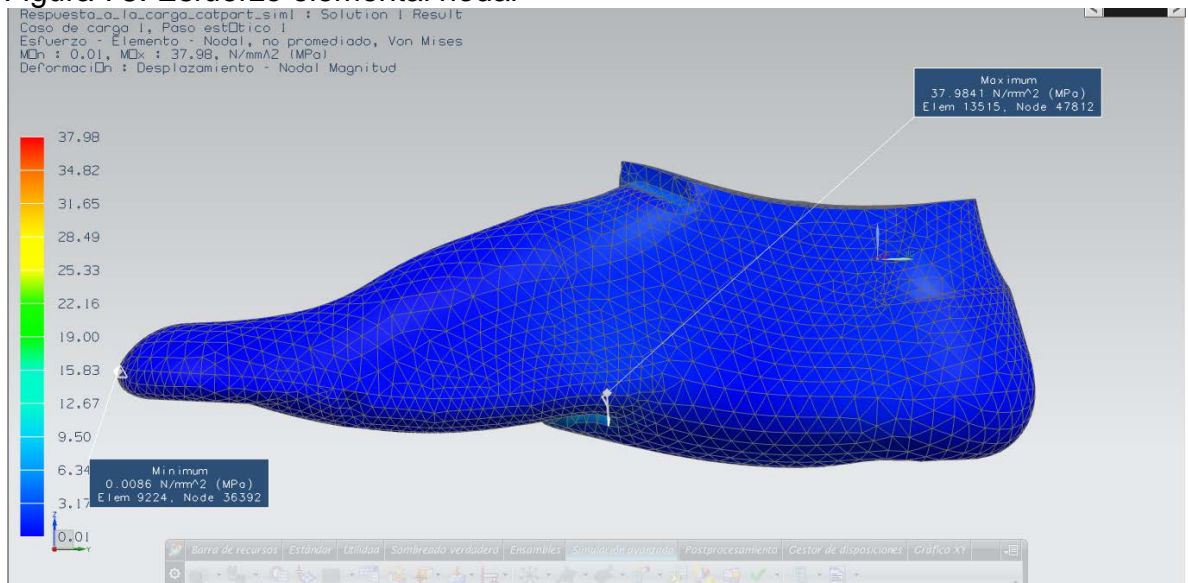 Respuesta_a_la_carga_catpart_sim1 : Solution 1 Result
Caso de carga 1, Paso est□tico 1
Esfuerzo - Elemento - Nodal, no promediado, Von Mises
M□n : 0.01, M□x : 37.98, N/mm^2 (MPa)
Deformaci□n : Desplazamiento - Nodal Magnitud
Maximum
37.9841 N/mm^2 (MPa)
Elem 13515, Node 47812
37.98
34.82
31.65
28.49
25.33
22.16
19.00
15.83
12.67
9.50
6.34
3.17
0.01
Minimum
0.0086 N/mm^2 (MPa)
Elem 9224, Node 36392
Z
Y
Barra de recursos Estándar Utilidad Sombreado verdadero Ensambles Simulación avanzada Postprocesamiento Gestor de disposiciones Gráfico XY